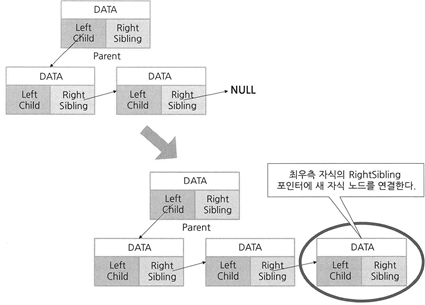 DATA
Left Child
Right Sibling
Parent
DATA
DATA
Left Child
Right Sibling
Left Child
Right Sibling
NULL
최우측 자식의 RightSibling
포인터에 새 자식 노드를 연결한다.
DATA
Left Child
Right Sibling
Parent
DATA
DATA
DATA
Left Child
Right Sibling
Left Child
Right Sibling
Left Child
Right Sibling